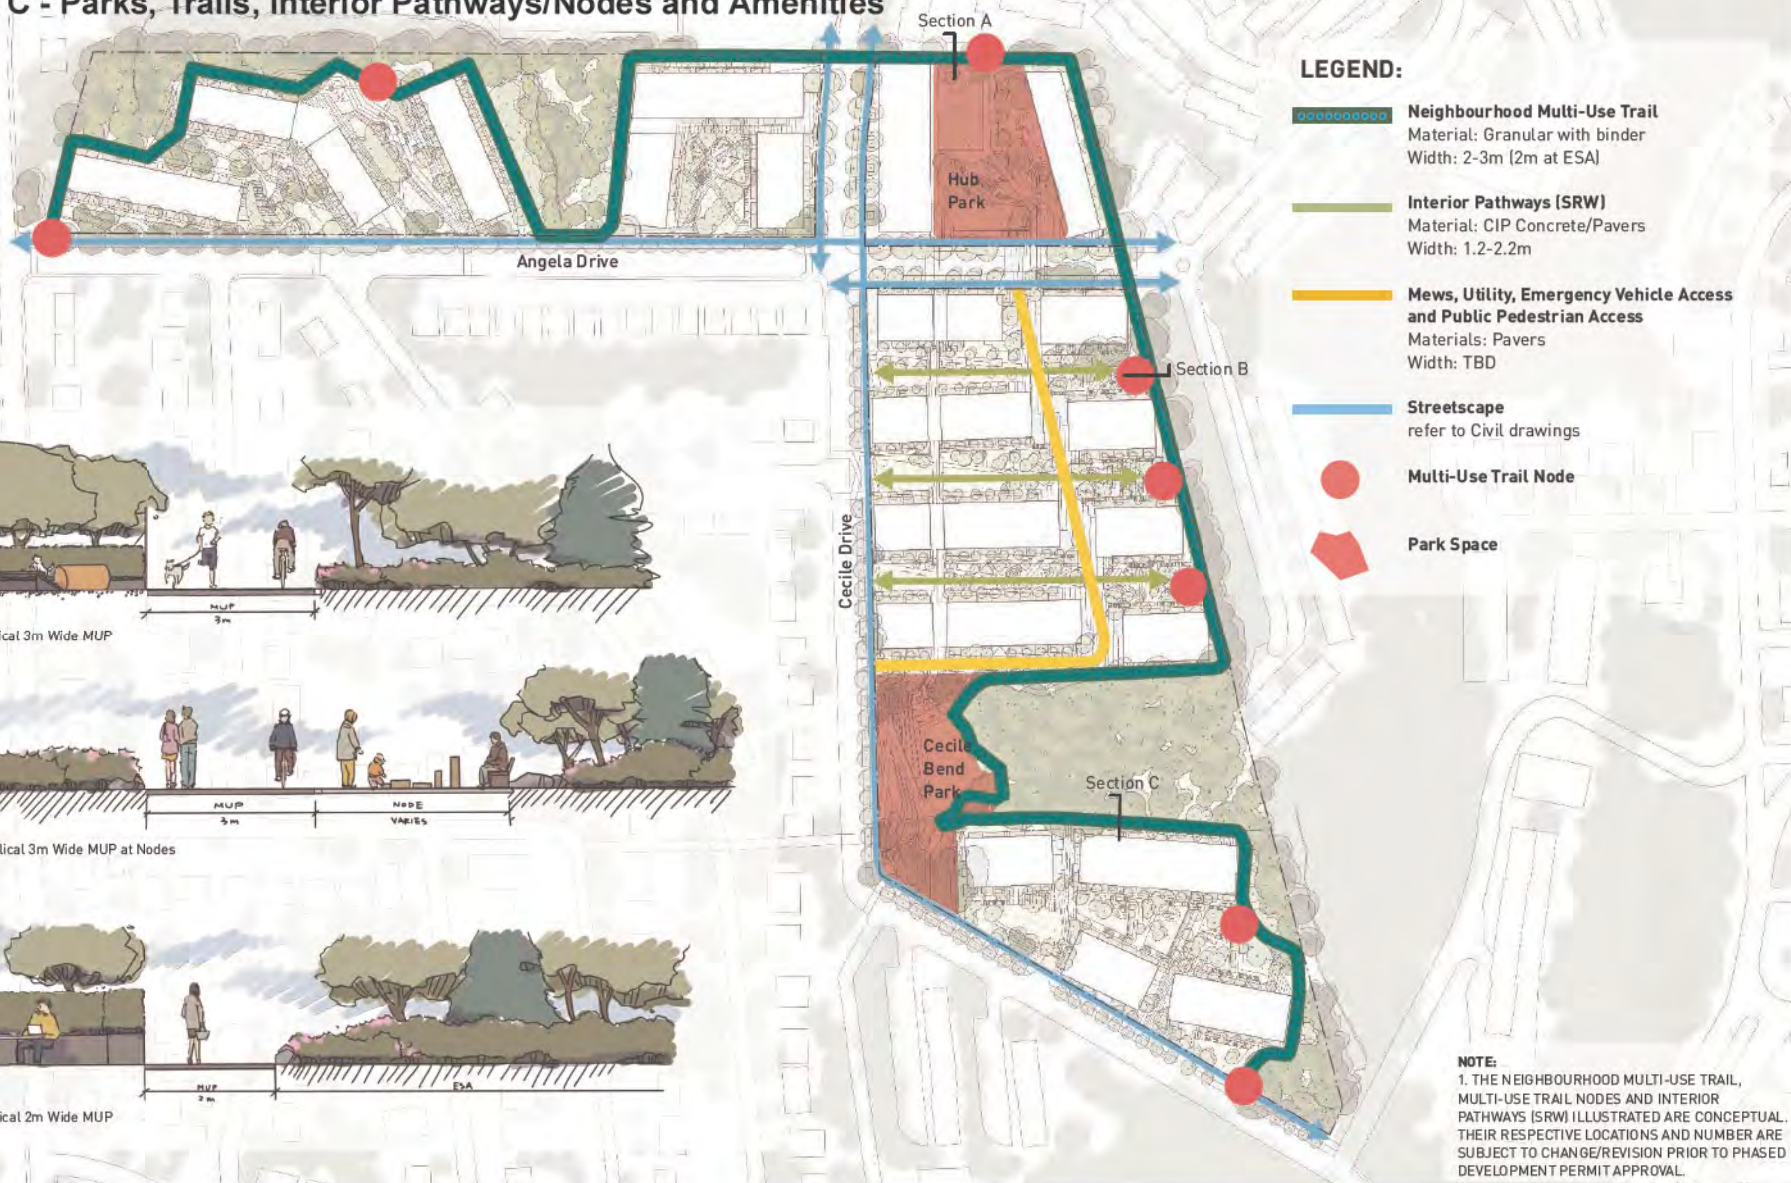 C - Parks, Trails, Interior Pathways/Nodes and Amenities
Section A
Hub
Park
Angela Drive
Section B
Cecile Drive
Cecile
Bend
Park
Section C
LEGEND:
Neighbourhood Multi-Use Trail
Material: Granular with binder
Width: 2-3m (2m at ESA)
Interior Pathways (SRW)
Material: CIP Concrete/Pavers
Width: 1.2-2.2m
Mews, Utility, Emergency Vehicle Access
and Public Pedestrian Access
Materials: Pavers
Width: TBD
Streetscape
refer to Civil drawings
Multi-Use Trail Node
Park Space
MUP
3m
ical 3m Wide MUP
MUP
3m
NODE
VARIES
ical 3m Wide MUP at Nodes
MUP
2m
ESA
ical 2m Wide MUP
NOTE:
1. THE NEIGHBOURHOOD MULTI-USE TRAIL,
MULTI-USE TRAIL NODES AND INTERIOR
PATHWAYS (SRW) ILLUSTRATED ARE CONCEPTUAL.
THEIR RESPECTIVE LOCATIONS AND NUMBER ARE
SUBJECT TO CHANGE/REVISION PRIOR TO PHASED
DEVELOPMENT PERMIT APPROVAL.